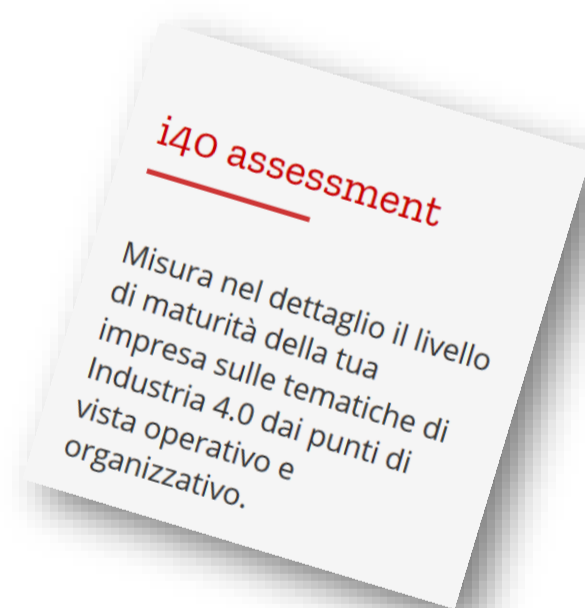 i40 assessment
Misura nel dettaglio il livello
di maturità della tua
impresa sulle tematiche di
Industria 4.0 dai punti di
vista operativo e
organizzativo.